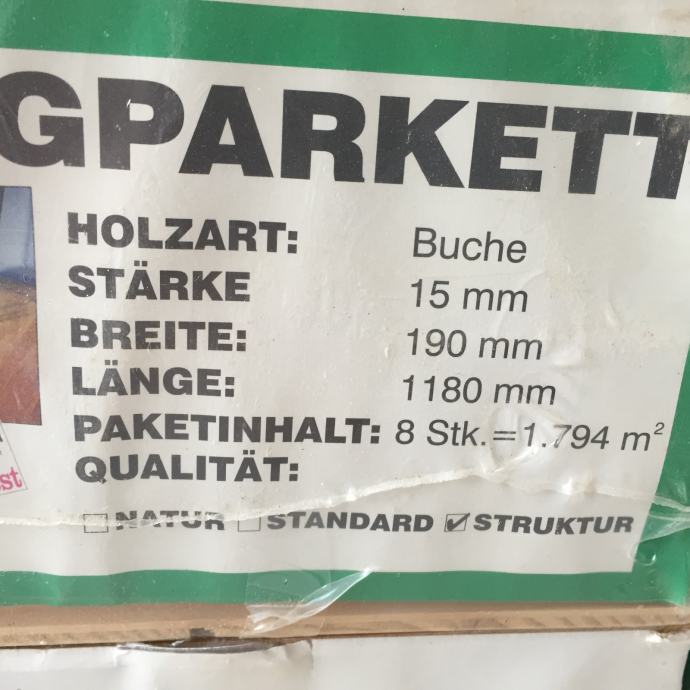 GPARKETT
HOLZART: Buche
STÄRKE 15 mm
BREITE: 190 mm
LÄNGE: 1180 mm
PAKETINHALT: 8 Stk.=1.794 m²
QUALITÄT:
NATUR STANDARD ☑ STRUKTUR
st